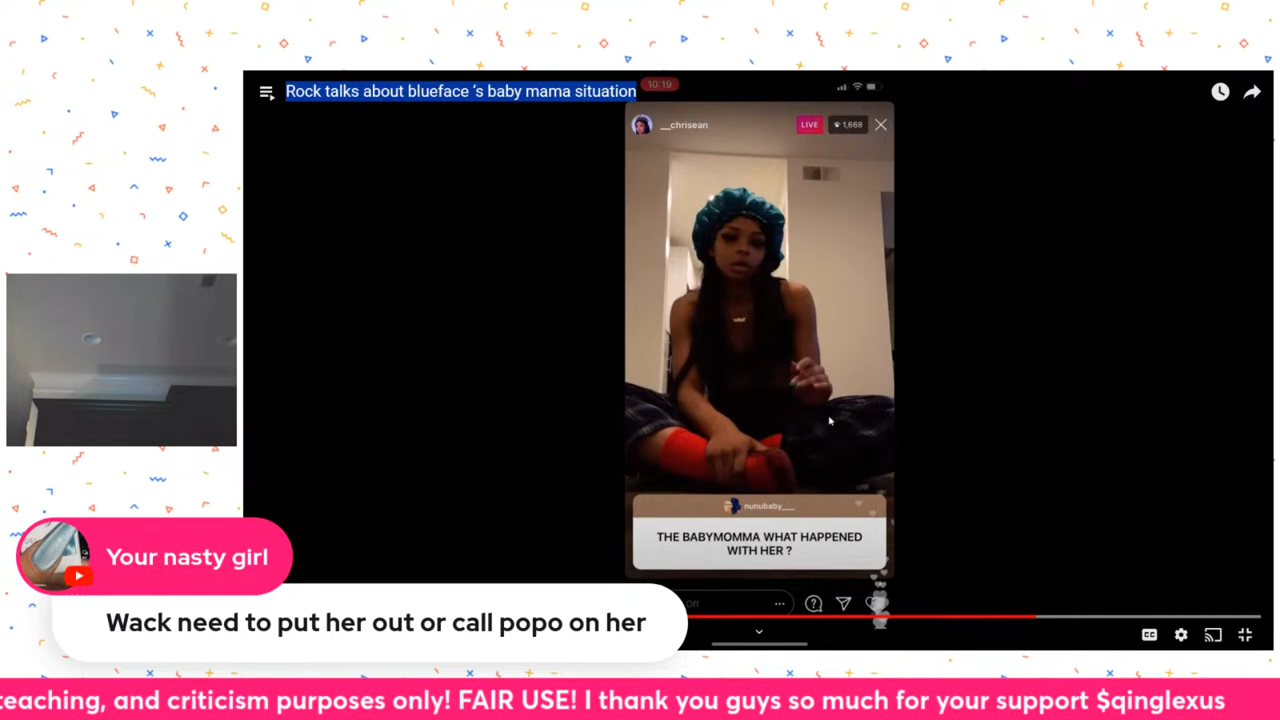 Rock talks about blueface ‘s baby mama situation
10:19
__chrisean
LIVE
1,668
nunubaby___
THE BABYMOMMA WHAT HAPPENED
WITH HER ?
Off
CC
Your nasty girl
Wack need to put her out or call popo on her
teaching, and criticism purposes only! FAIR USE! I thank you guys so much for your support $qinglexus